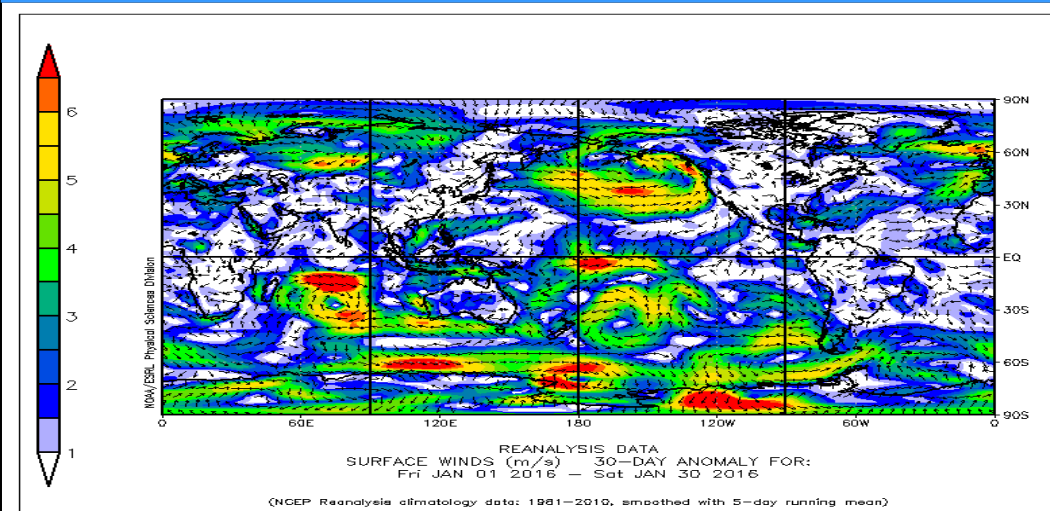 6
5
4
3
2
1
NOAA/ESRL Physical Sciences Division
90N
60N
30N
EQ
30S
60S
90S
0
60E
120E
180
120W
60W
0
REANALYSIS DATA
SURFACE WINDS (m/s) 30-DAY ANOMALY FOR:
Fri JAN 01 2016 - Sat JAN 30 2016
(NCEP Reanalysis climatology data: 1981-2010, smoothed with 5-day running mean)